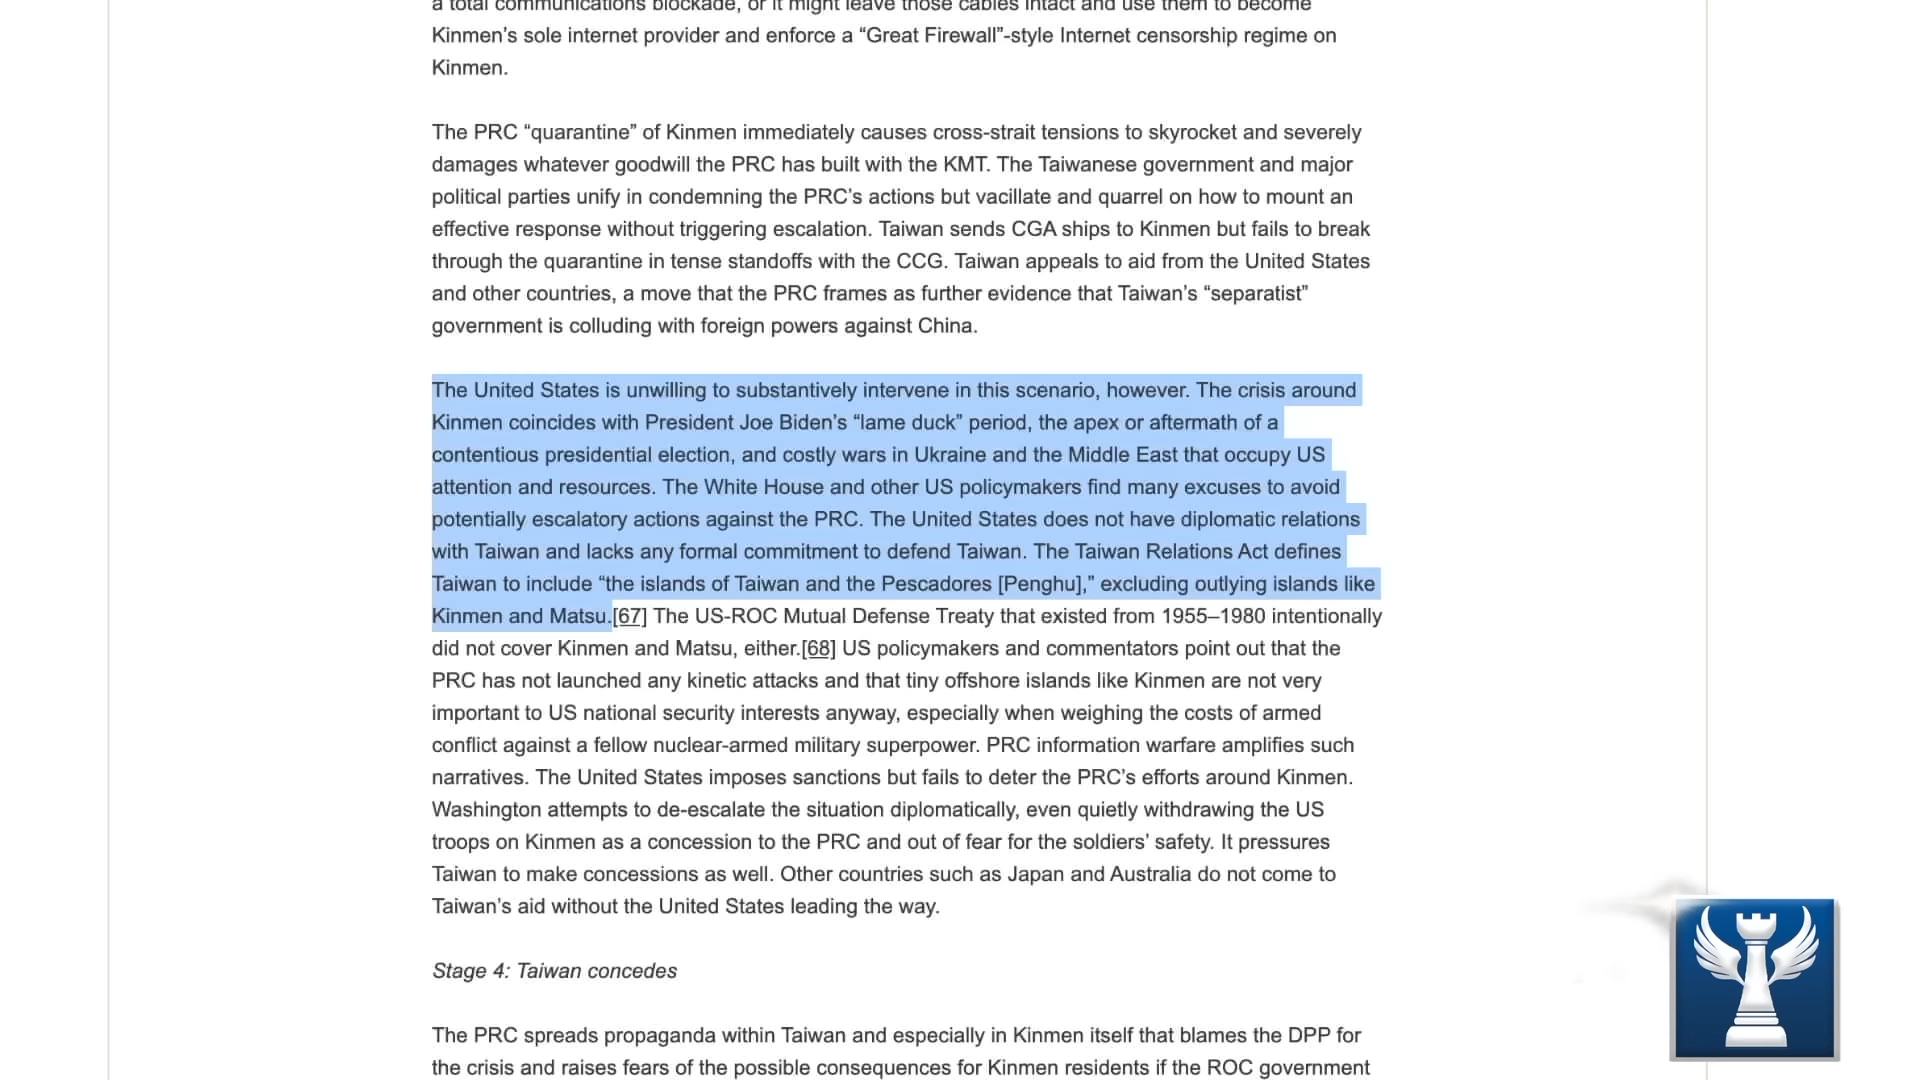 a total communications blockade, or it might leave those cables intact and use them to become
Kinmen’s sole internet provider and enforce a “Great Firewall”-style Internet censorship regime on
Kinmen.
The PRC “quarantine” of Kinmen immediately causes cross-strait tensions to skyrocket and severely
damages whatever goodwill the PRC has built with the KMT. The Taiwanese government and major
political parties unify in condemning the PRC’s actions but vacillate and quarrel on how to mount an
effective response without triggering escalation. Taiwan sends CGA ships to Kinmen but fails to break
through the quarantine in tense standoffs with the CCG. Taiwan appeals to aid from the United States
and other countries, a move that the PRC frames as further evidence that Taiwan’s “separatist”
government is colluding with foreign powers against China.
The United States is unwilling to substantively intervene in this scenario, however. The crisis around
Kinmen coincides with President Joe Biden’s “lame duck” period, the apex or aftermath of a
contentious presidential election, and costly wars in Ukraine and the Middle East that occupy US
attention and resources. The White House and other US policymakers find many excuses to avoid
potentially escalatory actions against the PRC. The United States does not have diplomatic relations
with Taiwan and lacks any formal commitment to defend Taiwan. The Taiwan Relations Act defines
Taiwan to include “the islands of Taiwan and the Pescadores [Penghu],” excluding outlying islands like
Kinmen and Matsu.[67] The US-ROC Mutual Defense Treaty that existed from 1955–1980 intentionally
did not cover Kinmen and Matsu, either.[68] US policymakers and commentators point out that the
PRC has not launched any kinetic attacks and that tiny offshore islands like Kinmen are not very
important to US national security interests anyway, especially when weighing the costs of armed
conflict against a fellow nuclear-armed military superpower. PRC information warfare amplifies such
narratives. The United States imposes sanctions but fails to deter the PRC’s efforts around Kinmen.
Washington attempts to de-escalate the situation diplomatically, even quietly withdrawing the US
troops on Kinmen as a concession to the PRC and out of fear for the soldiers’ safety. It pressures
Taiwan to make concessions as well. Other countries such as Japan and Australia do not come to
Taiwan’s aid without the United States leading the way.
Stage 4: Taiwan concedes
The PRC spreads propaganda within Taiwan and especially in Kinmen itself that blames the DPP for
the crisis and raises fears of the possible consequences for Kinmen residents if the ROC government